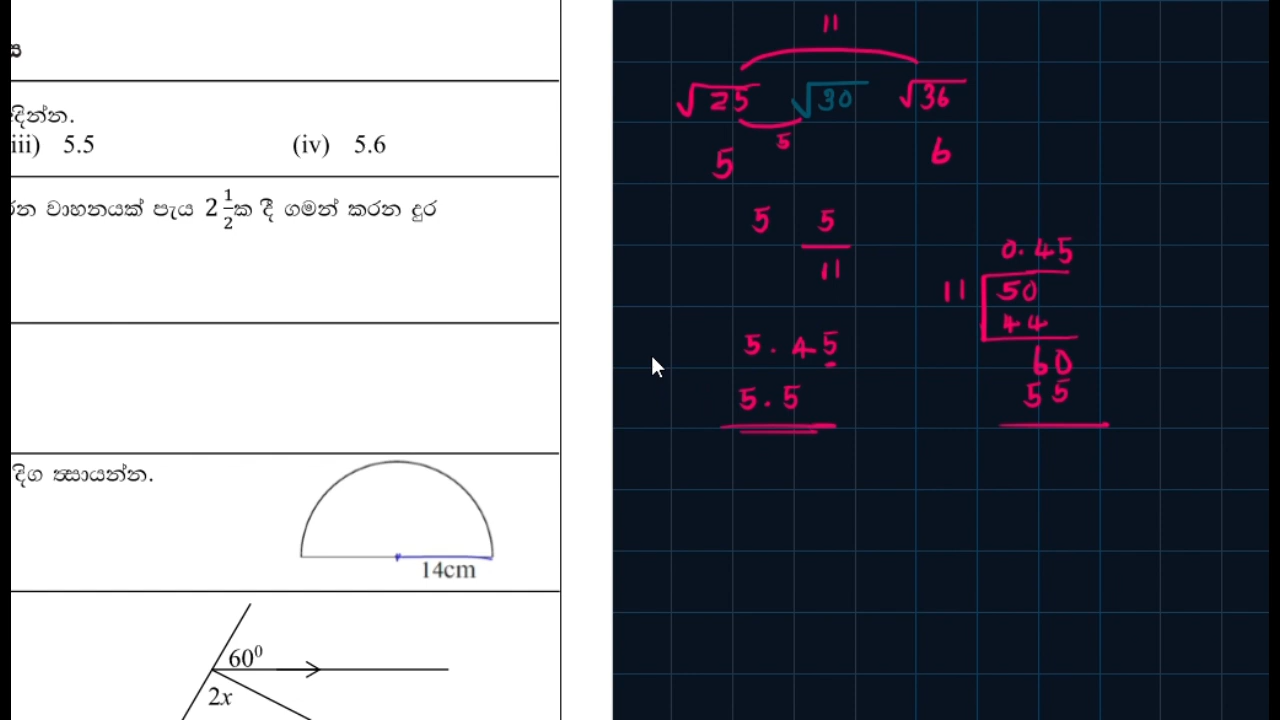 ස
දින්න.
iii) 5.5 (iv) 5.6
වාහනයක් පැය 2 1/2ක දී ගමන් කරන දුර
දිග සොයන්න.
14cm
60⁰
2x
11
√25 √30 √36
5
5 6
5 5/11
0.45
11 50
44
60
55
5.45
5.5